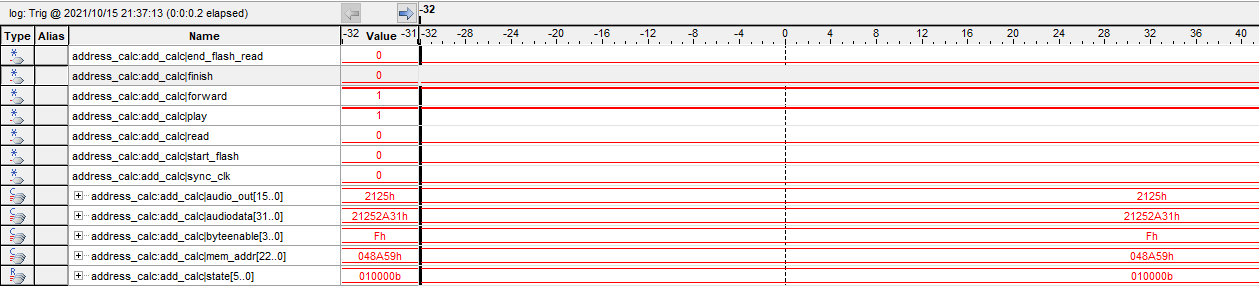 log: Trig @ 2021/10/15 21:37:13 (0:0:0.2 elapsed) -32
Type Alias Name -32 Value -31 -32 -28 -24 -20 -16 -12 -8 -4 0 4 8 12 16 20 24 28 32 36 40
address_calc:add_calc|end_flash_read 0
address_calc:add_calc|finish 0
address_calc:add_calc|forward 1
address_calc:add_calc|play 1
address_calc:add_calc|read 0
address_calc:add_calc|start_flash 0
address_calc:add_calc|sync_clk 0
address_calc:add_calc|audio_out[15..0] 2125h 2125h
address_calc:add_calc|audiodata[31..0] 21252A31h 21252A31h
address_calc:add_calc|byteenable[3..0] Fh Fh
address_calc:add_calc|mem_addr[22..0] 048A59h 048A59h
address_calc:add_calc|state[5..0] 010000b 010000b